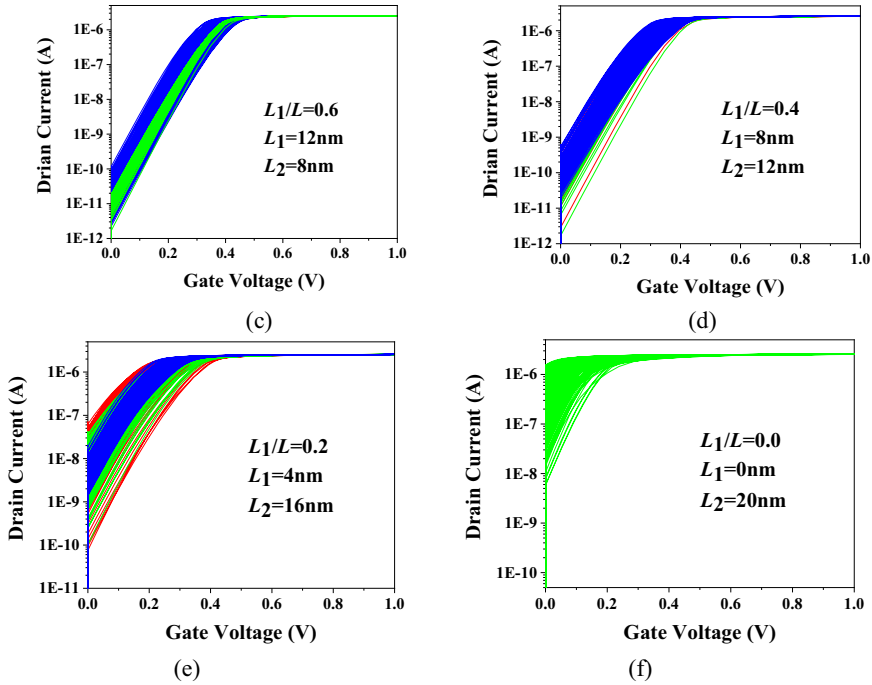 Drian Current (A)
1E-6
1E-7
1E-8
1E-9
1E-10
1E-11
1E-12
L1/L=0.6
L1=12nm
L2=8nm
0.0 0.2 0.4 0.6 0.8 1.0
Gate Voltage (V)
(c)
Drian Current (A)
1E-6
1E-7
1E-8
1E-9
1E-10
1E-11
1E-12
L1/L=0.4
L1=8nm
L2=12nm
0.0 0.2 0.4 0.6 0.8 1.0
Gate Voltage (V)
(d)
Drain Current (A)
1E-6
1E-7
1E-8
1E-9
1E-10
1E-11
L1/L=0.2
L1=4nm
L2=16nm
0.0 0.2 0.4 0.6 0.8 1.0
Gate Voltage (V)
(e)
Drain Current (A)
1E-6
1E-7
1E-8
1E-9
1E-10
L1/L=0.0
L1=0nm
L2=20nm
0.0 0.2 0.4 0.6 0.8 1.0
Gate Voltage (V)
(f)